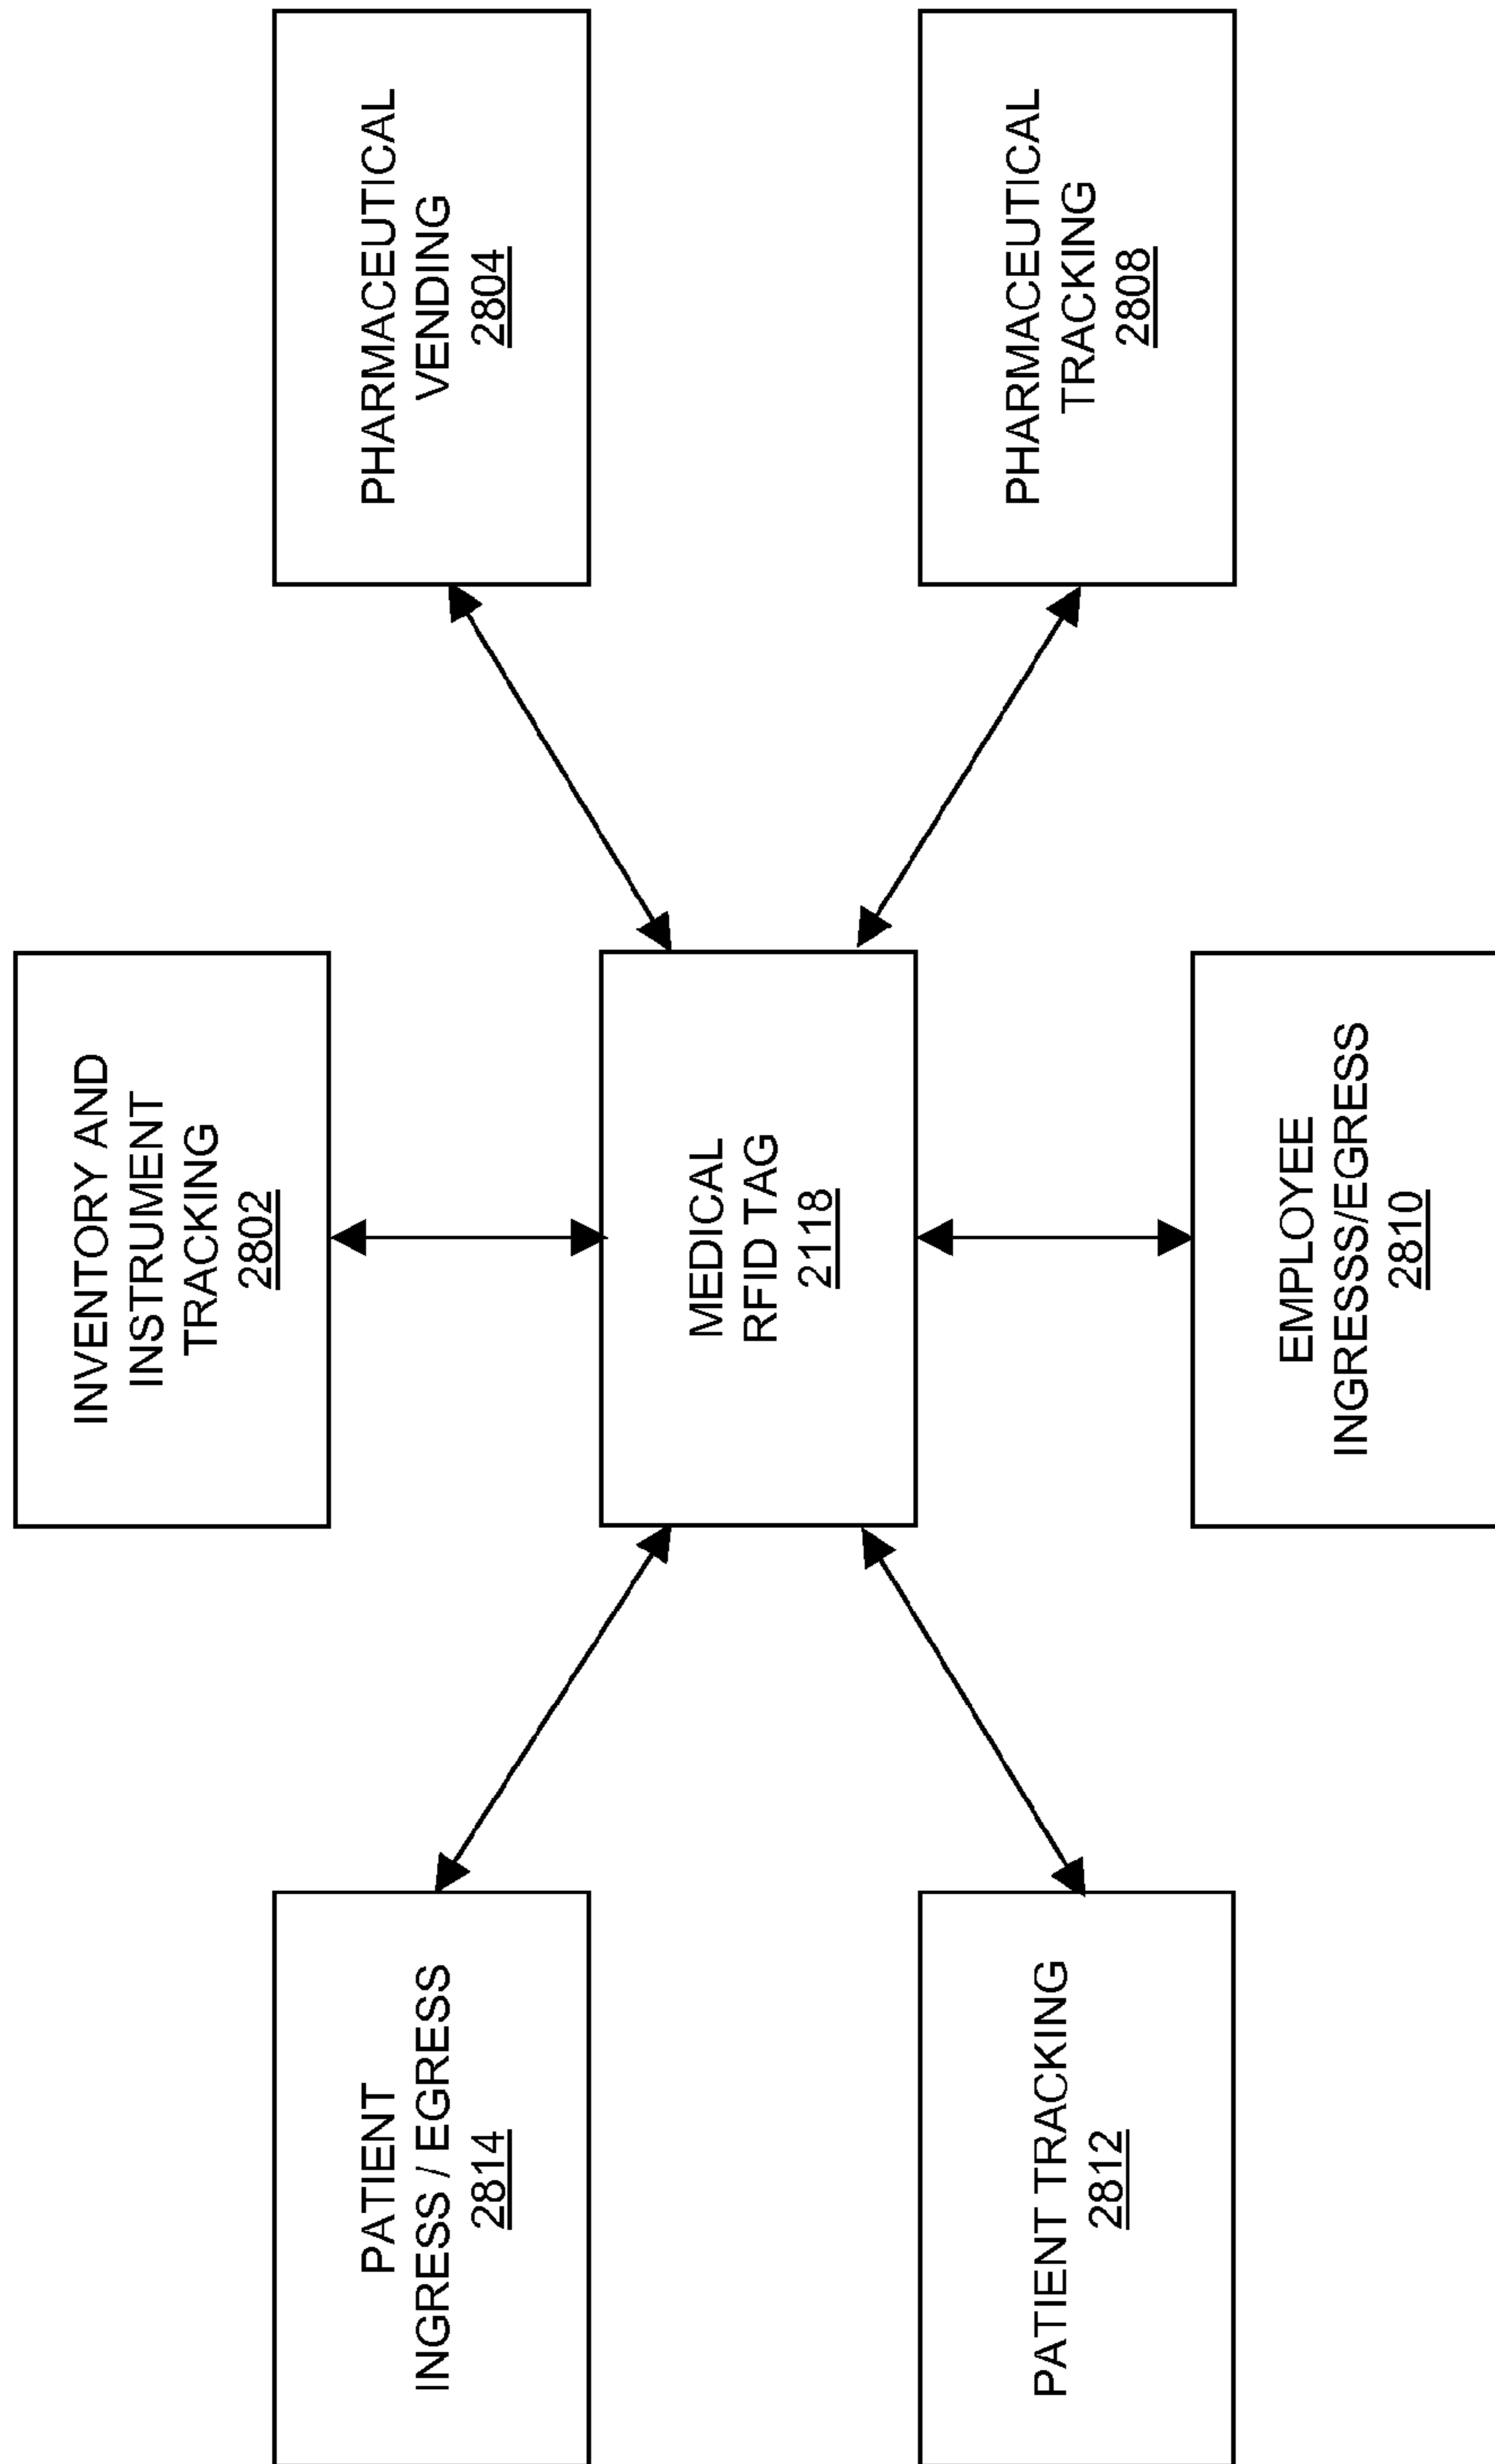 INVENTORY AND
INSTRUMENT
TRACKING
2802
PATIENT
INGRESS / EGRESS
2814
PHARMACEUTICAL
VENDING
2804
MEDICAL
RFID TAG
2118
PATIENT TRACKING
2812
PHARMACEUTICAL
TRACKING
2808
EMPLOYEE
INGRESS/EGRESS
2810